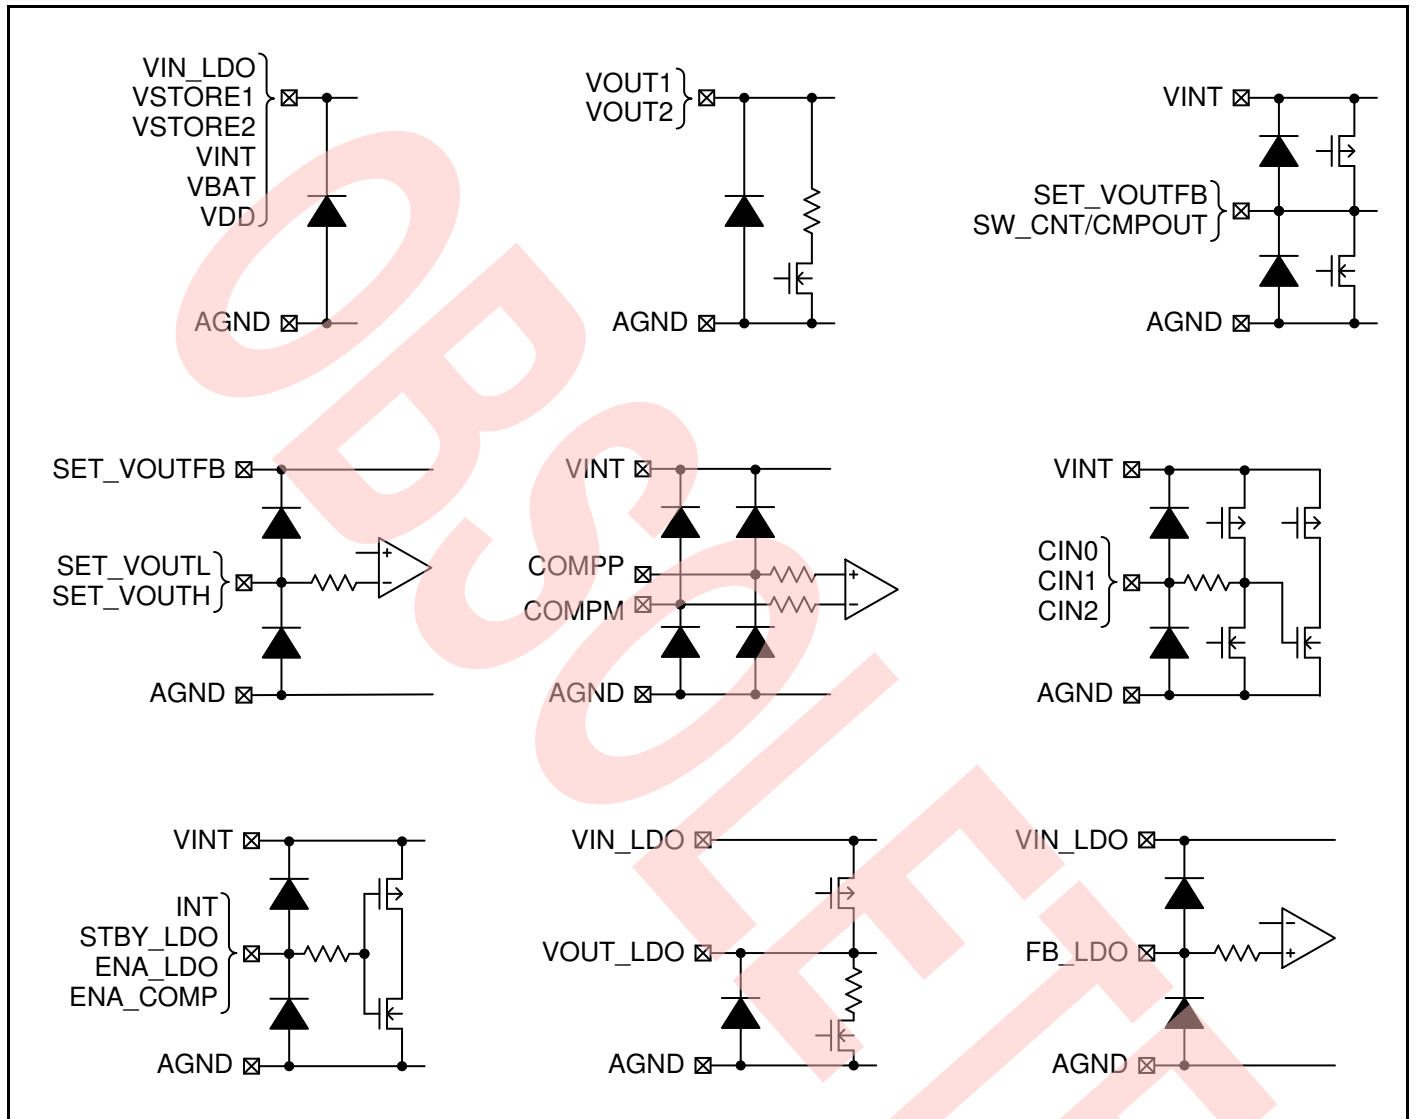 VIN_LDO
VSTORE1
VSTORE2
VINT
VBAT
VDD
AGND
VOUT1
VOUT2
AGND
VINT
SET_VOUTFB
SW_CNT/CMPOUT
AGND
SET_VOUTFB
SET_VOUTL
SET_VOUTH
AGND
VINT
COMPP
COMPM
AGND
VINT
CIN0
CIN1
CIN2
AGND
VINT
INT
STBY_LDO
ENA_LDO
ENA_COMP
AGND
VIN_LDO
VOUT_LDO
AGND
VIN_LDO
FB_LDO
AGND
OBSOLETE